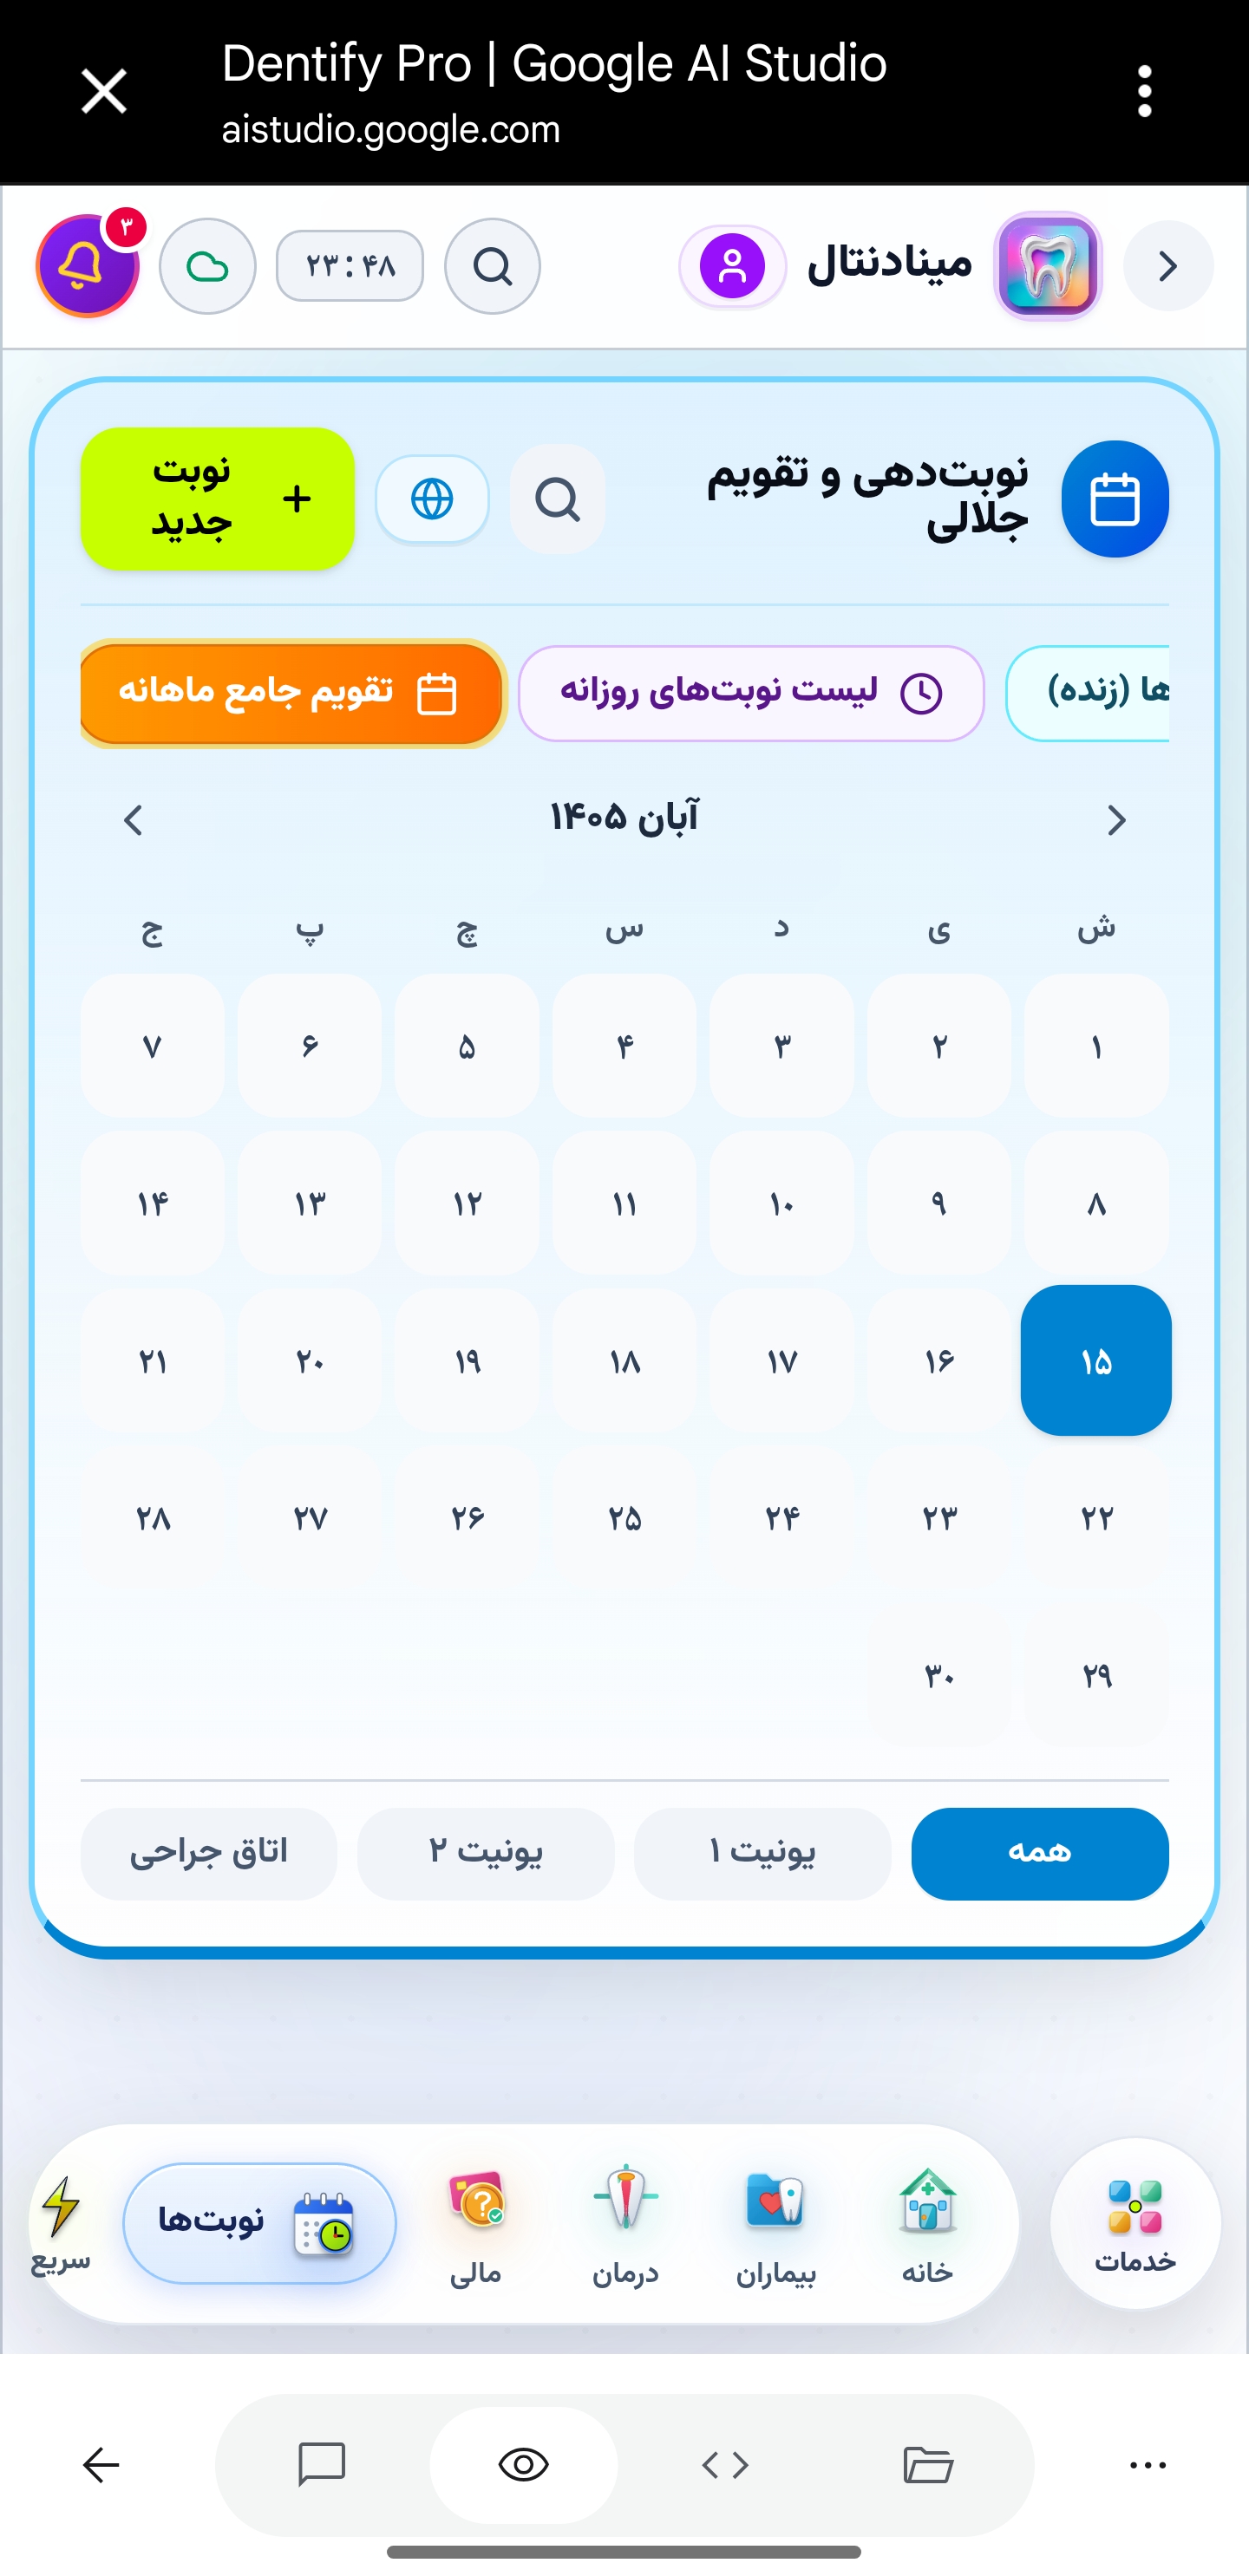 Dentify Pro | Google AI Studio
aistudio.google.com
مینادنتال
۲۳:۴۸
۳
نوبت‌دهی و تقویم
جلالی
نوبت
جدید
ها (زنده)
لیست نوبت‌های روزانه
تقویم جامع ماهانه
آبان ۱۴۰۵
ش ی د س چ پ ج
۱ ۲ ۳ ۴ ۵ ۶ ۷
۸ ۹ ۱۰ ۱۱ ۱۲ ۱۳ ۱۴
۱۵ ۱۶ ۱۷ ۱۸ ۱۹ ۲۰ ۲۱
۲۲ ۲۳ ۲۴ ۲۵ ۲۶ ۲۷ ۲۸
۲۹ ۳۰
همه
یونیت ۱
یونیت ۲
اتاق جراحی
خدمات
خانه
بیماران
درمان
مالی
نوبت‌ها
سریع